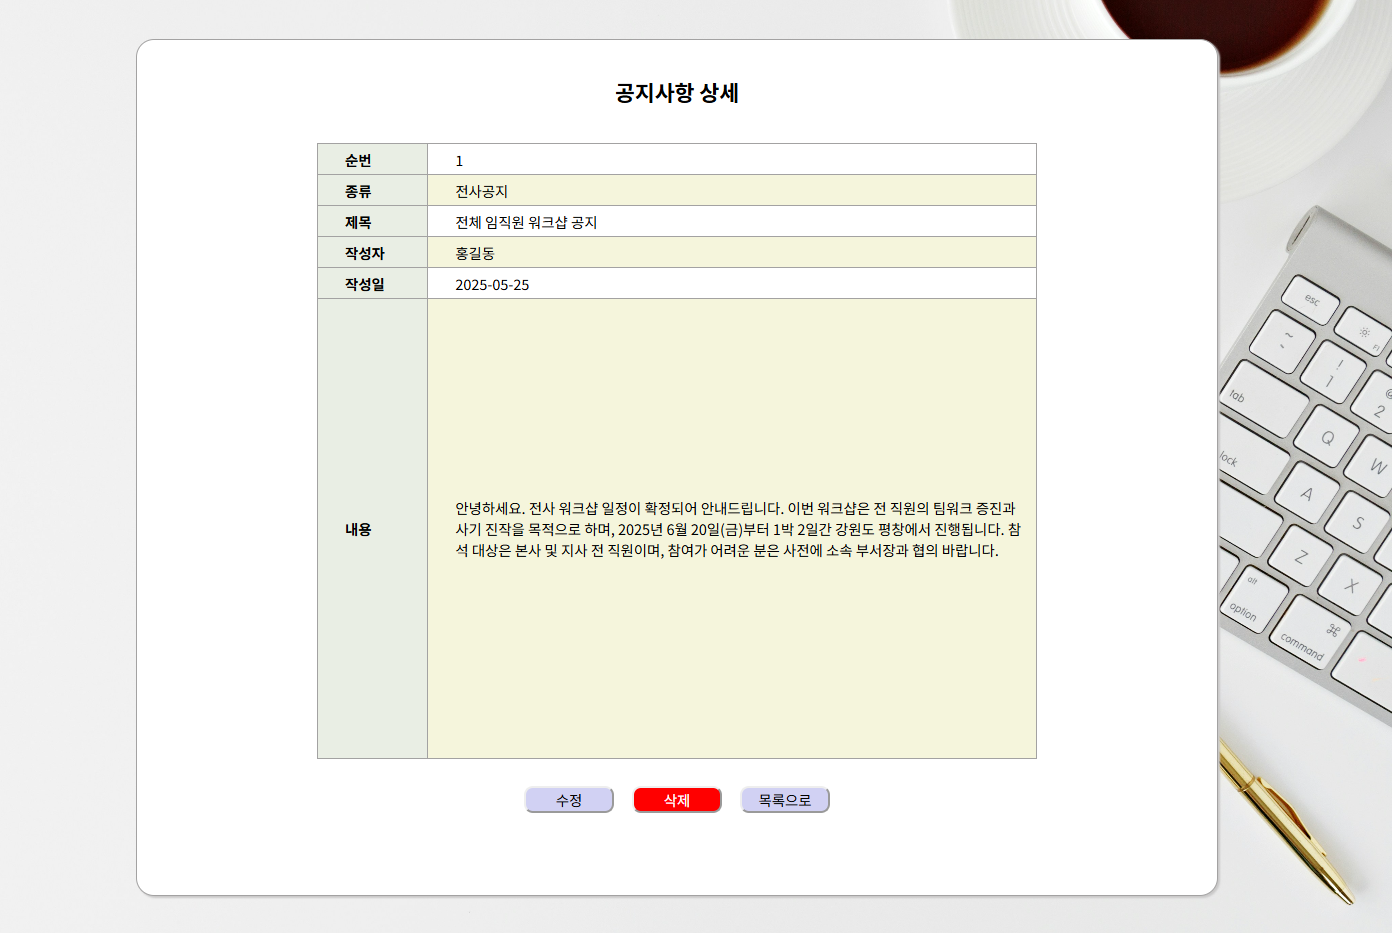 공지사항 상세
순번 1
종류 전사공지
제목 전체 임직원 워크샵 공지
작성자 홍길동
작성일 2025-05-25
내용
안녕하세요. 전사 워크샵 일정이 확정되어 안내드립니다. 이번 워크샵은 전 직원의 팀워크 증진과
사기 진작을 목적으로 하며, 2025년 6월 20일(금)부터 1박 2일간 강원도 평창에서 진행됩니다. 참
석 대상은 본사 및 지사 전 직원이며, 참여가 어려운 분은 사전에 소속 부서장과 협의 바랍니다.
수정 삭제 목록으로
esc
F1
~
! 1
2
tab
Q
W
lock
A
S
Z
X
alt option
⌘ command